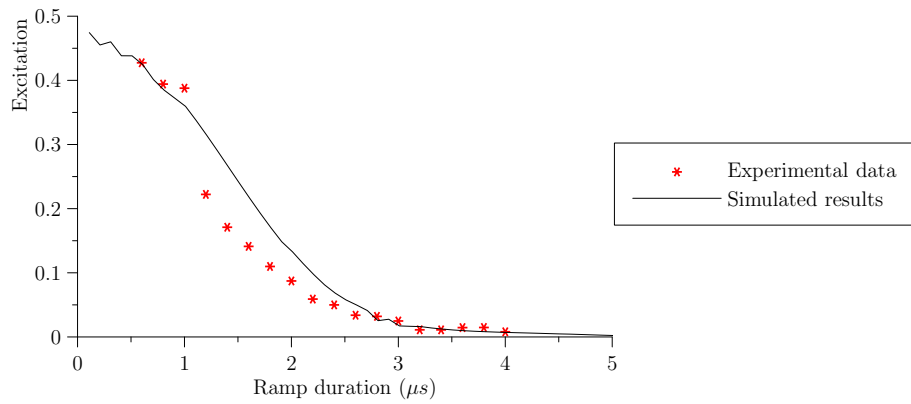 0.5
0.4
0.3
0.2
0.1
0
Excitation
0 1 2 3 4 5
Ramp duration (μs)
Experimental data
Simulated results